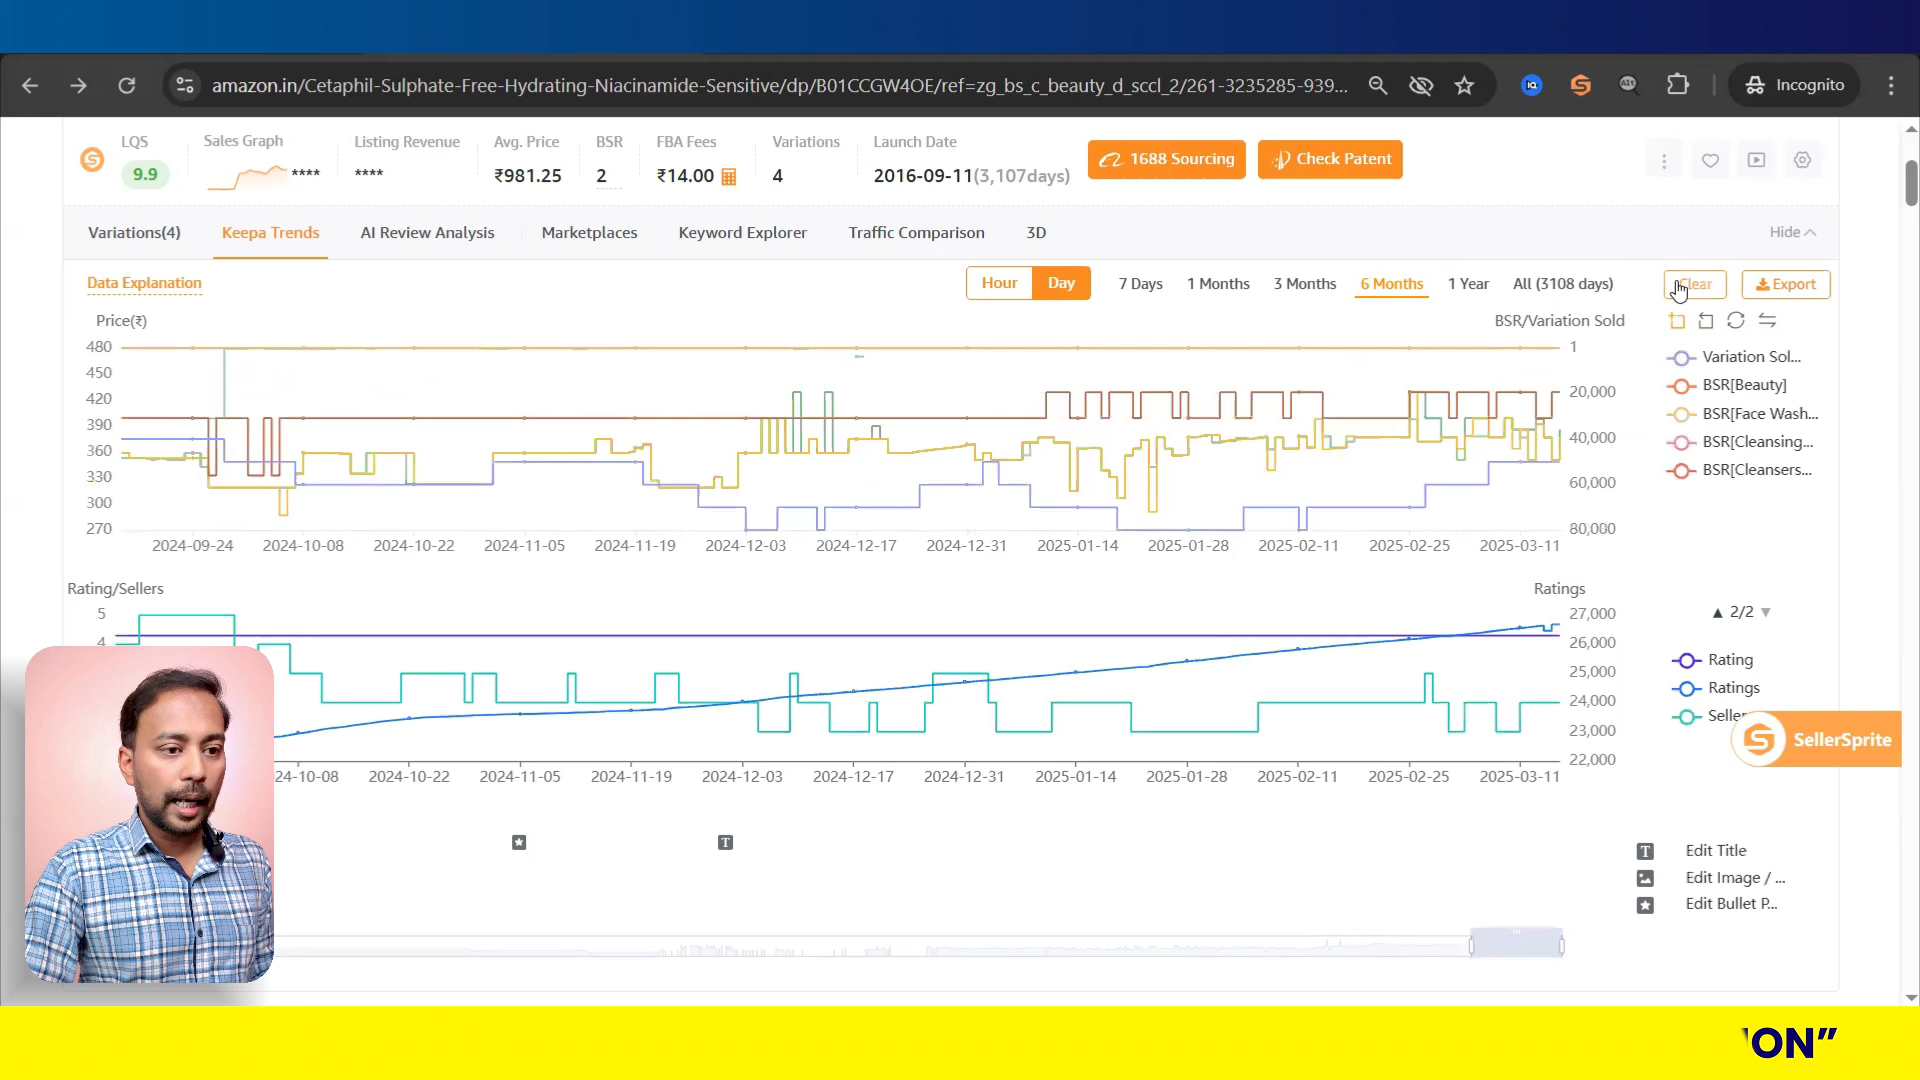 amazon.in/Cetaphil-Sulphate-Free-Hydrating-Niacinamide-Sensitive/dp/B01CCGW4OE/ref=zg_bs_c_beauty_d_sccl_2/261-3235285-939... Incognito
LQS Sales Graph Listing Revenue Avg. Price BSR FBA Fees Variations Launch Date
9.9 **** **** ₹981.25 2 ₹14.00 4 2016-09-11(3,107days) 1688 Sourcing Check Patent
Variations(4) Keepa Trends AI Review Analysis Marketplaces Keyword Explorer Traffic Comparison 3D Hide
Data Explanation Hour Day 7 Days 1 Months 3 Months 6 Months 1 Year All (3108 days) Clear Export
Price(₹) BSR/Variation Sold
480 1
450 Variation Sol...
420 20,000 BSR[Beauty]
390 BSR[Face Wash...
360 40,000 BSR[Cleansing...
330 BSR[Cleansers...
300 60,000
270 80,000
2024-09-24 2024-10-08 2024-10-22 2024-11-05 2024-11-19 2024-12-03 2024-12-17 2024-12-31 2025-01-14 2025-01-28 2025-02-11 2025-02-25 2025-03-11
Rating/Sellers Ratings
5 27,000 2/2
4 26,000
25,000 Rating
24,000 Ratings
23,000 Selle
22,000
SellerSprite
24-10-08 2024-10-22 2024-11-05 2024-11-19 2024-12-03 2024-12-17 2024-12-31 2025-01-14 2025-01-28 2025-02-11 2025-02-25 2025-03-11
T T Edit Title
Edit Image / ...
Edit Bullet P...
ON”